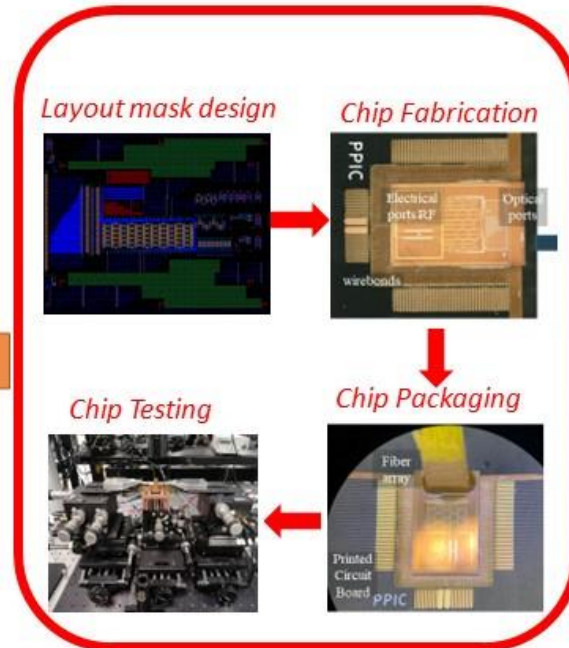 Layout mask design
Chip Fabrication
PPIC
Electrical
ports RF
Optical
ports
wirebonds
Chip Testing
Chip Packaging
Fiber
array
Printed
Circuit
Board
PPIC